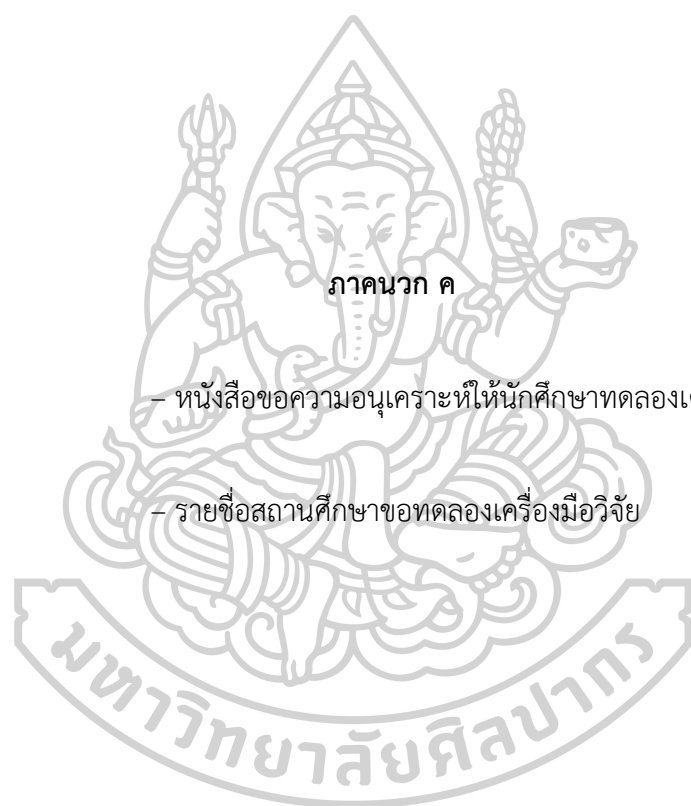 ภาคนวก ค
– หนังสือขอความอนุเคราะห์ให้นักศึกษาทดลอง
– รายชื่อสถานศึกษาขอทดลองเครื่องมือวิจัย
มหาวิทยาลัยศิลปากร